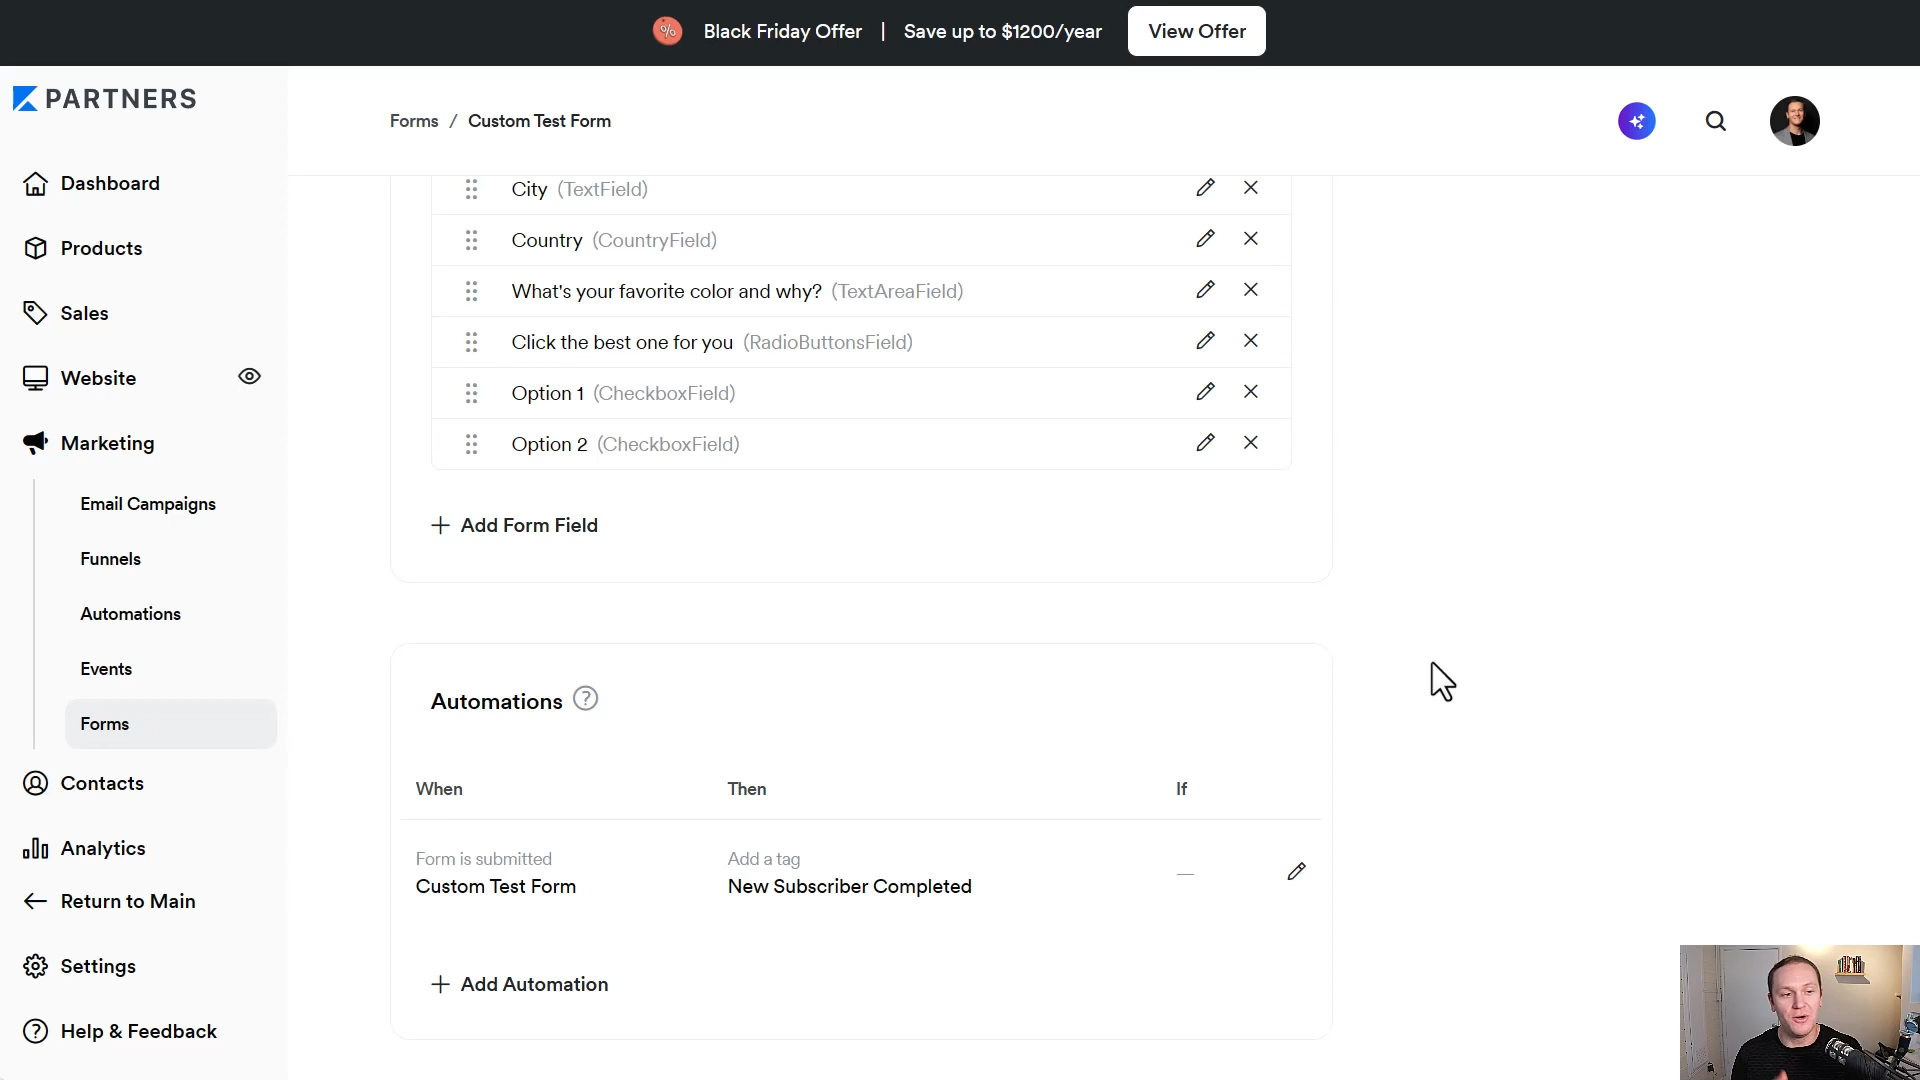 % Black Friday Offer | Save up to $1200/year View Offer
PARTNERS
Forms / Custom Test Form
Dashboard
Products
Sales
Website
Marketing
Email Campaigns
Funnels
Automations
Events
Forms
Contacts
Analytics
Return to Main
Settings
Help & Feedback
City (TextField)
Country (CountryField)
What's your favorite color and why? (TextAreaField)
Click the best one for you (RadioButtonsField)
Option 1 (CheckboxField)
Option 2 (CheckboxField)
+ Add Form Field
Automations ?
When Then If
Form is submitted Add a tag
Custom Test Form New Subscriber Completed —
+ Add Automation